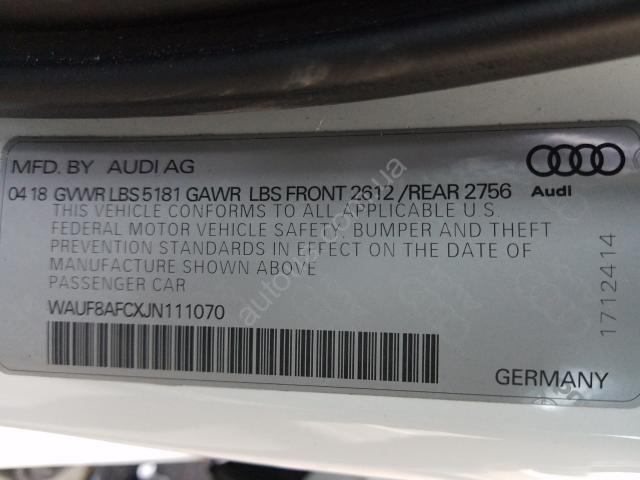 MFD. BY AUDI AG
04 18 GVWR LBS 5181 GAWR LBS FRONT 2612 /REAR 2756
Audi
THIS VEHICLE CONFORMS TO ALL APPLICABLE U.S.
FEDERAL MOTOR VEHICLE SAFETY, BUMPER AND THEFT
PREVENTION STANDARDS IN EFFECT ON THE DATE OF
MANUFACTURE SHOWN ABOVE
PASSENGER CAR
WAUF8AFCXJN111070
1712414
GERMANY